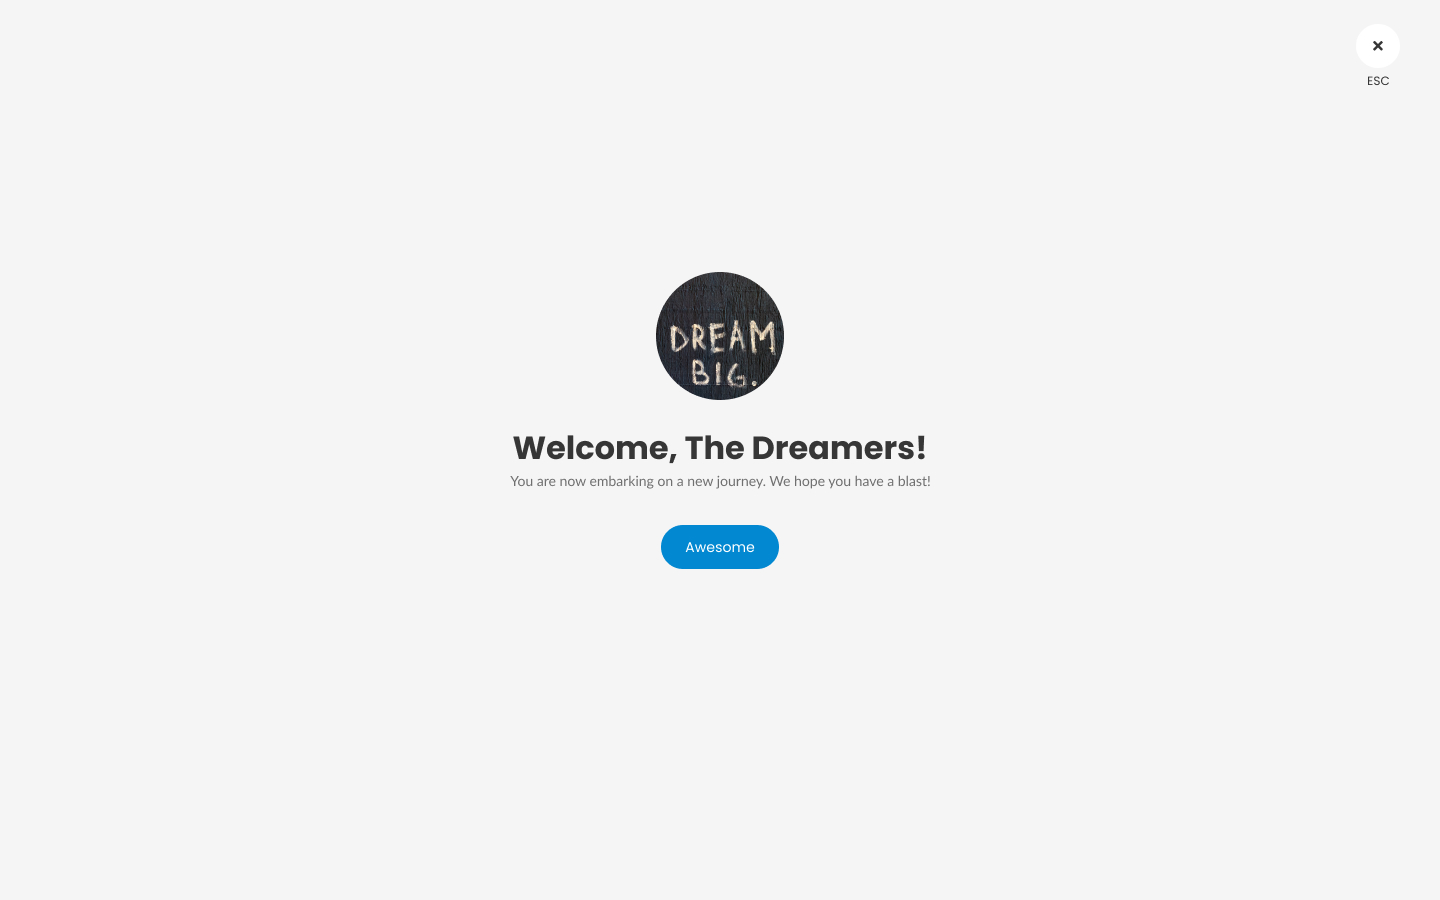 ESC
DREAM
BIG.
Welcome, The Dreamers!
You are now embarking on a new journey. We hope you have a blast!
Awesome